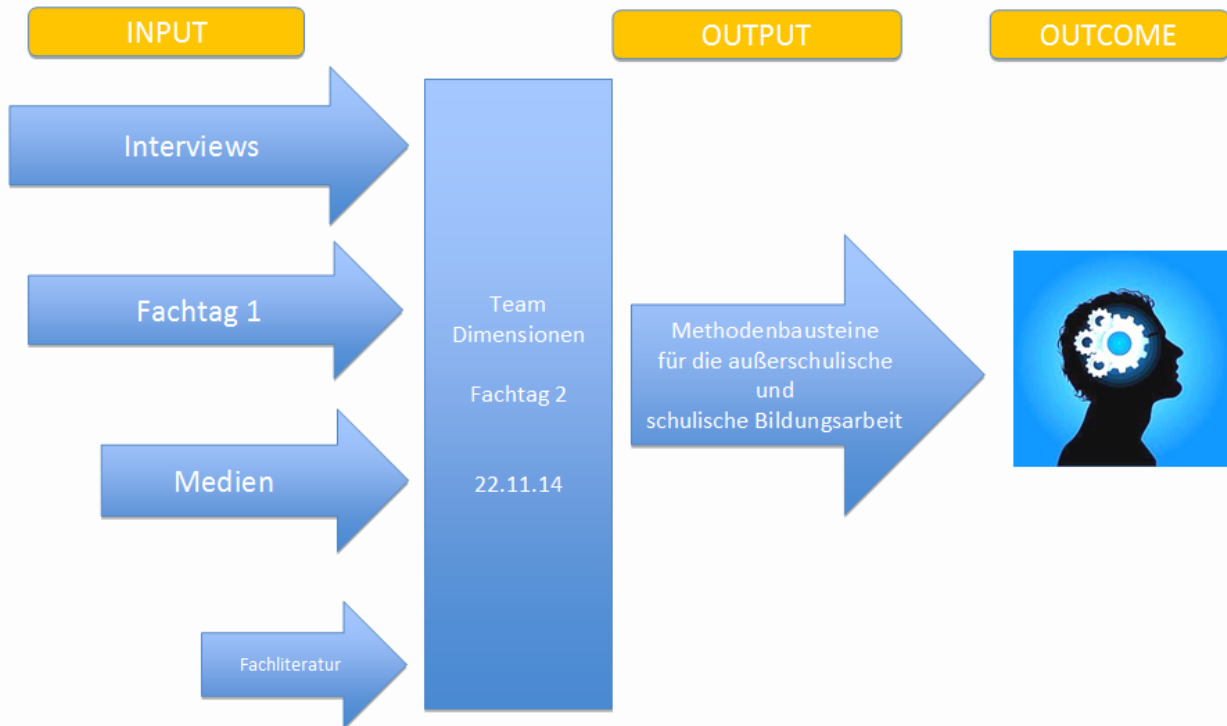 INPUT
OUTPUT
OUTCOME
Interviews
Fachtag 1
Medien
Fachliteratur
Team
Dimensionen
Fachtag 2
22.11.14
Methodenbausteine
für die außerschulische
und
schulische Bildungsarbeit